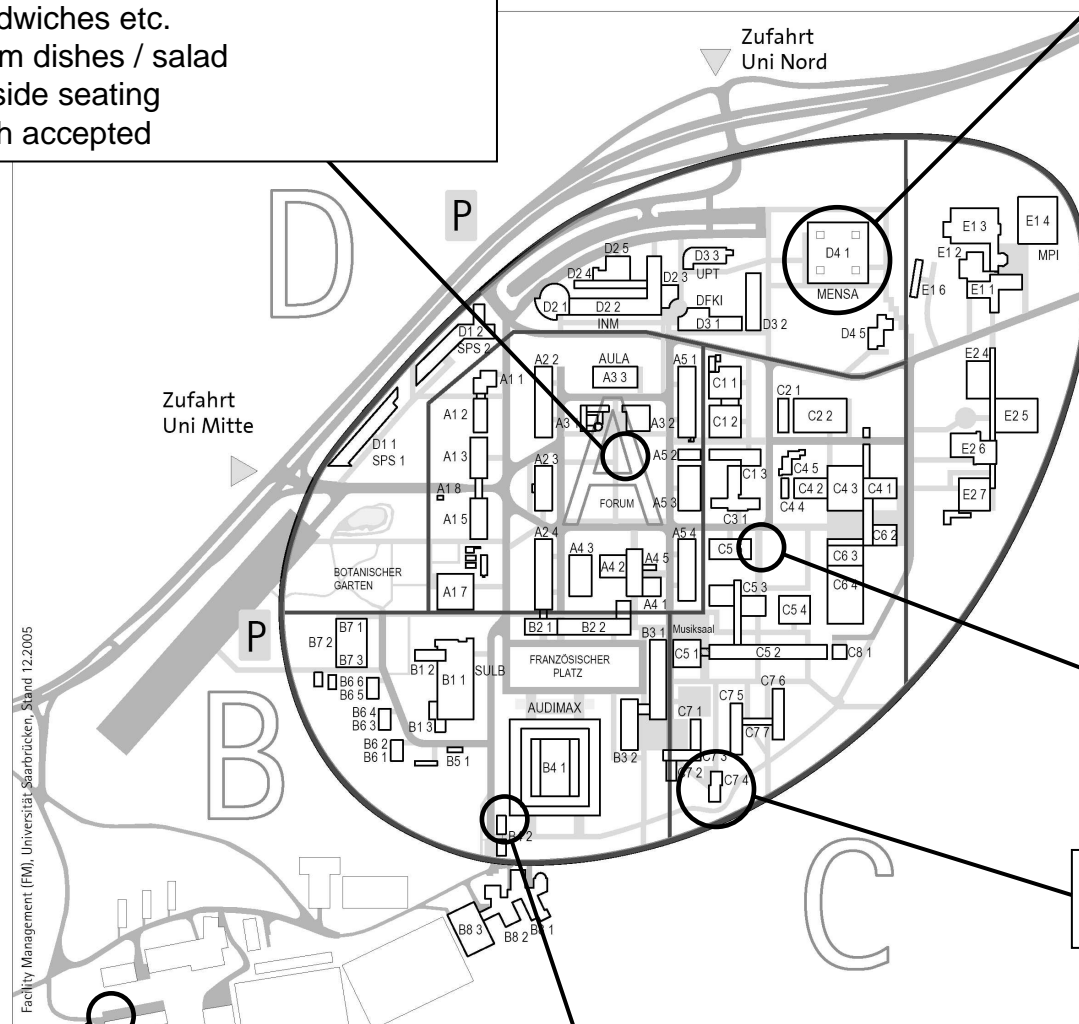 dwiches etc.
m dishes / salad
side seating
h accepted
Zufahrt
Uni Nord
D
P
E1 3
E1 4
D2 5
D3 3
D4 1
E1 2
MPI
D2 4
D2 3
UPT
E1 6
E1 1
DFKI
MENSA
D2 1
D2 2
INM
D3 1
D3 2
D1 2
SPS 2
D4 5
A2 2
AULA
A5 1
E2 4
A3 3
A1 1
C1 1
C2 1
Zufahrt
Uni Mitte
A1 2
A3 1
A3 2
C1 2
C2 2
E2 5
D1 1
SPS 1
A
A1 3
A2 3
A5 2
C1 3
C4 5
E2 6
A1 8
C4 2
C4 3
C4 1
E2 7
A1 5
FORUM
A5 3
C4 4
C3 1
A2 4
A5 4
C6 2
A4 3
A4 5
C5
C6 3
A4 2
BOTANISCHER
GARTEN
C6 4
A1 7
A4 1
C5 3
C5 4
P
B7 1
B7 2
B2 1
B2 2
B3 1
Musiksaal
B7 3
B1 2
SULB
FRANZÖSISCHER
PLATZ
C5 1
C5 2
C8 1
B6 6
B6 5
B1 1
C7 6
B
AUDIMAX
C7 5
B6 4
B6 3
B1 3
C7 1
C7 7
B6 2
B6 1
B5 1
B4 1
B3 2
C7 3
C7 2
C7 4
B4 2
C
B8 3
B8 2
B8 1
Facility Management (FM), Universität Saarbrücken, Stand 12.2005